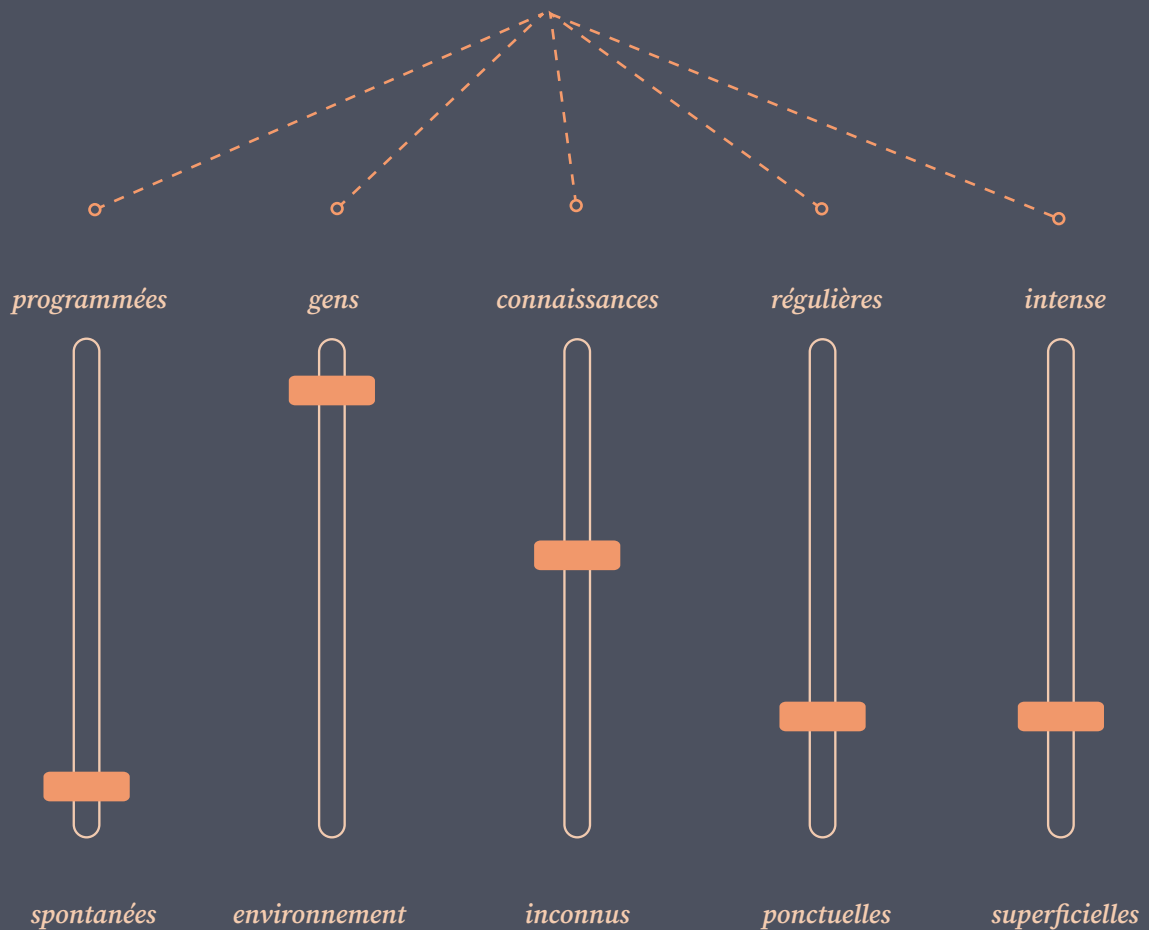 programmées
gens
connaissances
régulières
intense
spontanées
environnement
inconnus
ponctuelles
superficielles